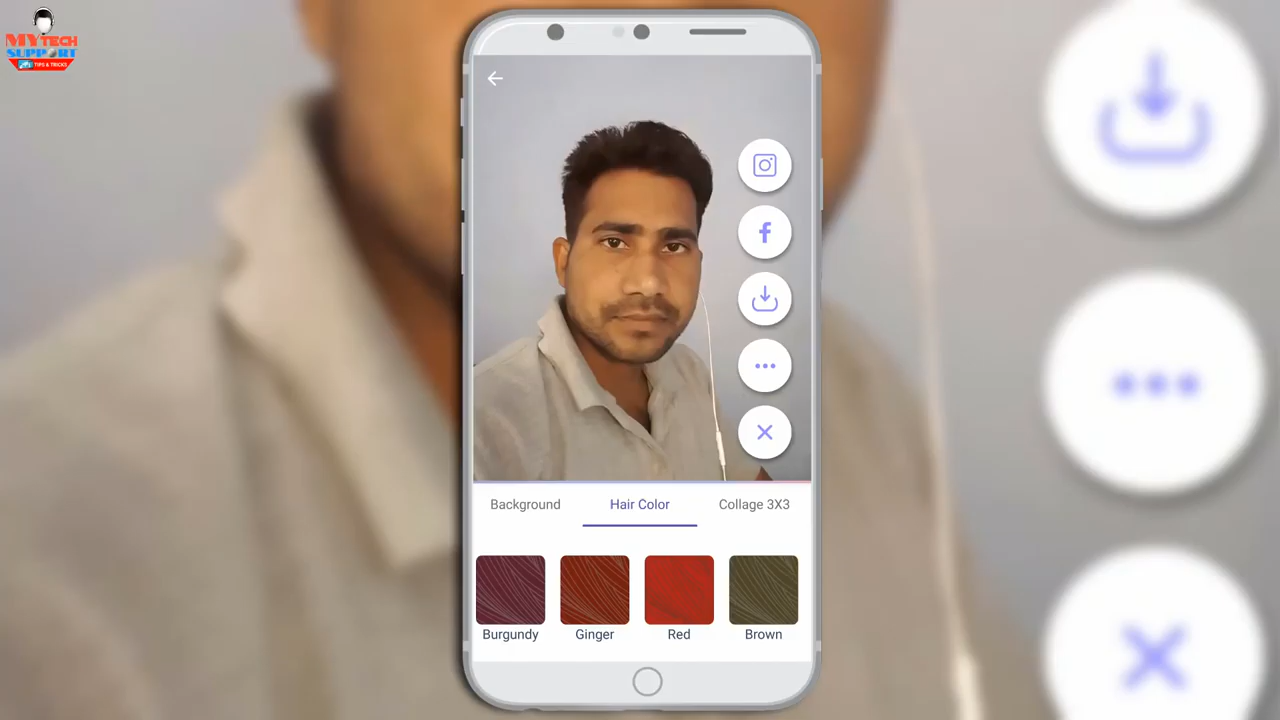 MY TECH
SUPPORT
TIPS & TRICKS
Background
Hair Color
Collage 3X3
Burgundy
Ginger
Red
Brown